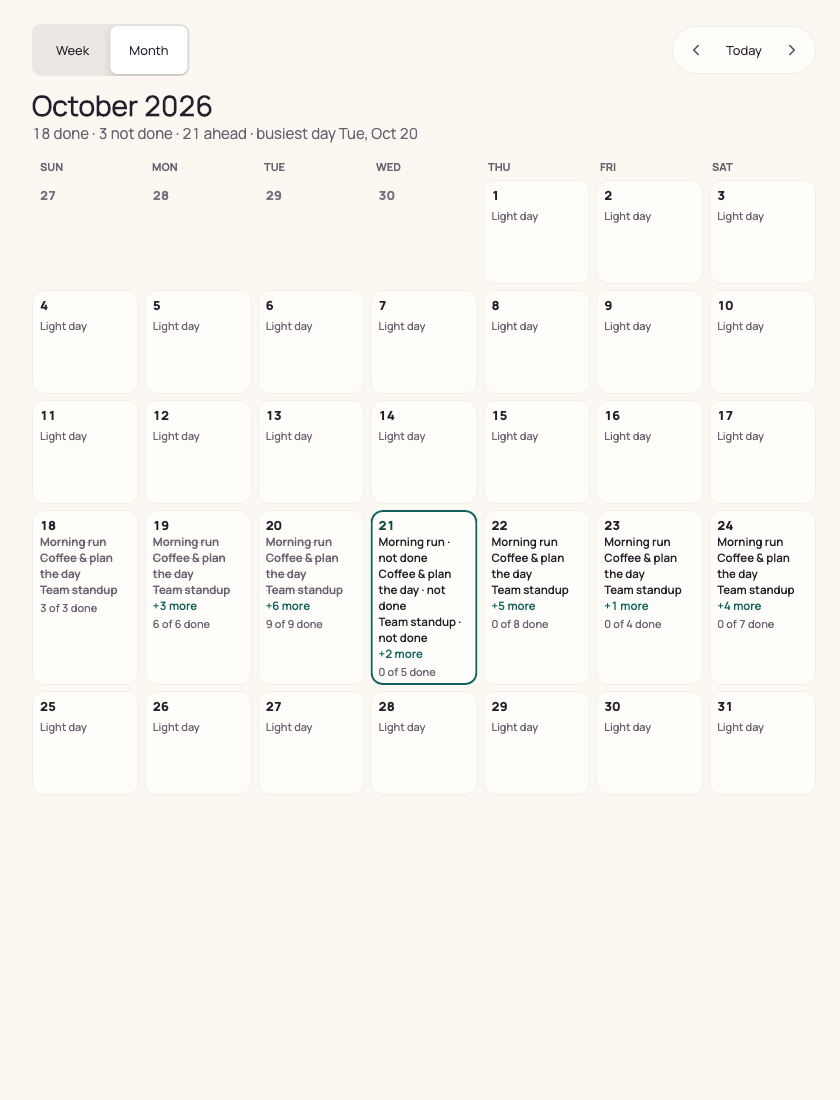 Week Month Today
October 2026
18 done · 3 not done · 21 ahead · busiest day Tue, Oct 20
SUN MON TUE WED THU FRI SAT
27 28 29 30 1 2 3
Light day Light day Light day
4 5 6 7 8 9 10
Light day Light day Light day Light day Light day Light day Light day
11 12 13 14 15 16 17
Light day Light day Light day Light day Light day Light day Light day
18
Morning run
Coffee & plan
the day
Team standup
3 of 3 done
19
Morning run
Coffee & plan
the day
Team standup
+3 more
6 of 6 done
20
Morning run
Coffee & plan
the day
Team standup
+6 more
9 of 9 done
21
Morning run ·
not done
Coffee & plan
the day · not
done
Team standup ·
not done
+2 more
0 of 5 done
22
Morning run
Coffee & plan
the day
Team standup
+5 more
0 of 8 done
23
Morning run
Coffee & plan
the day
Team standup
+1 more
0 of 4 done
24
Morning run
Coffee & plan
the day
Team standup
+4 more
0 of 7 done
25 26 27 28 29 30 31
Light day Light day Light day Light day Light day Light day Light day